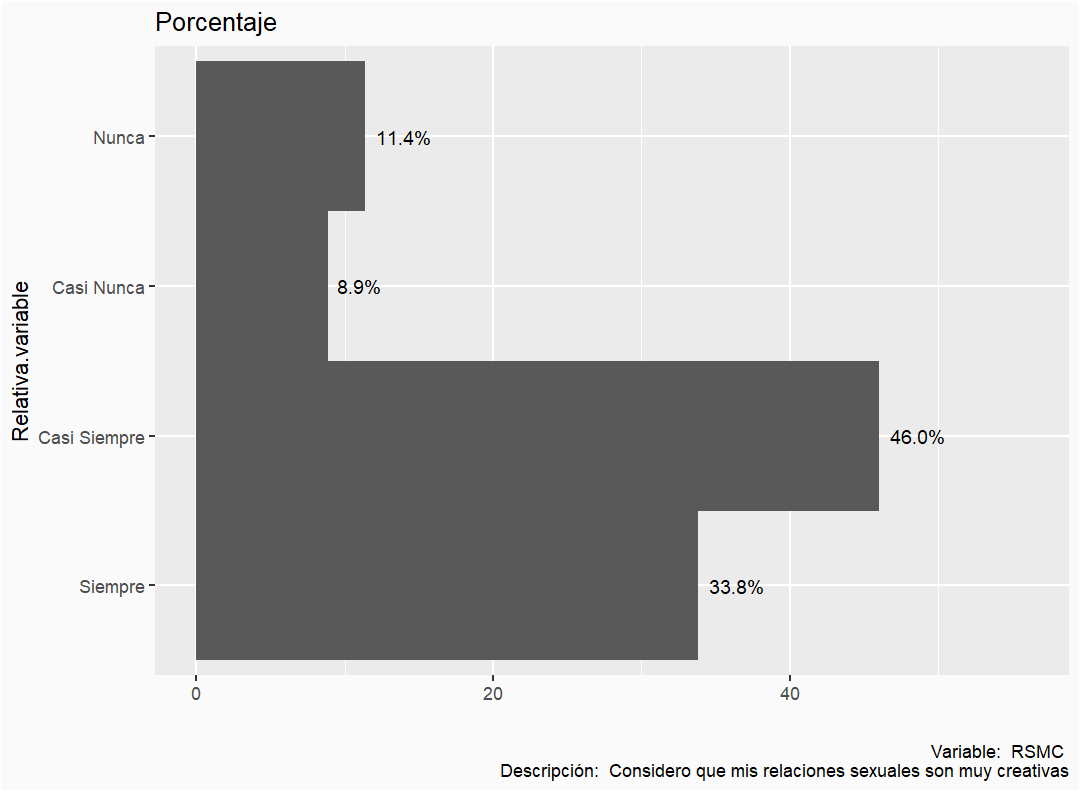 Porcentaje
Nunca
11.4%
Casi Nunca
8.9%
Relativa.variable
Casi Siempre
46.0%
Siempre
33.8%
0 20 40
Variable: RSMC
Descripción: Considero que mis relaciones sexuales son muy creativas